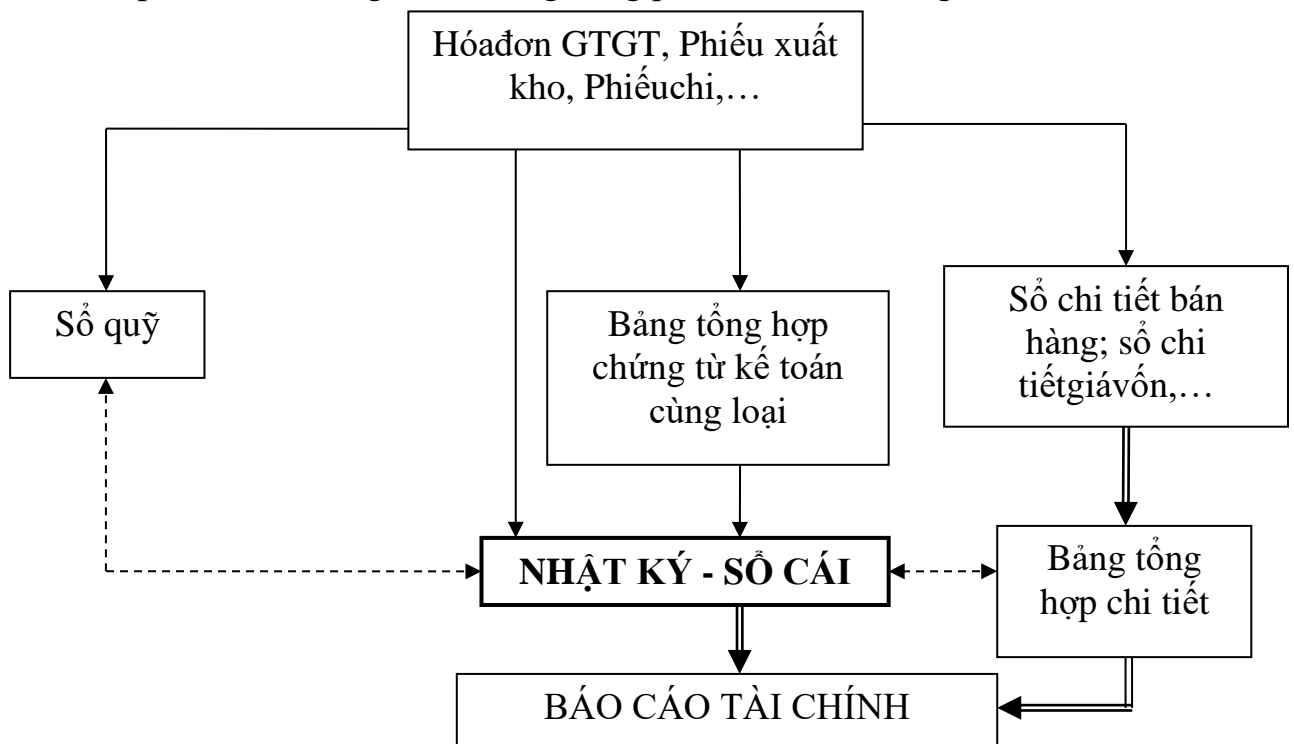 Hóađơn GTGT, Phiếu xuất
kho, Phiếuchi,…
Sổ quỹ
Bảng tổng hợp
chứng từ kế toán
cùng loại
Sổ chi tiết bán
hàng; sổ chi
tiếtgiávốn,…
NHẬT KÝ - SỔ CÁI
Bảng tổng
hợp chi tiết
BÁO CÁO TÀI CHÍNH